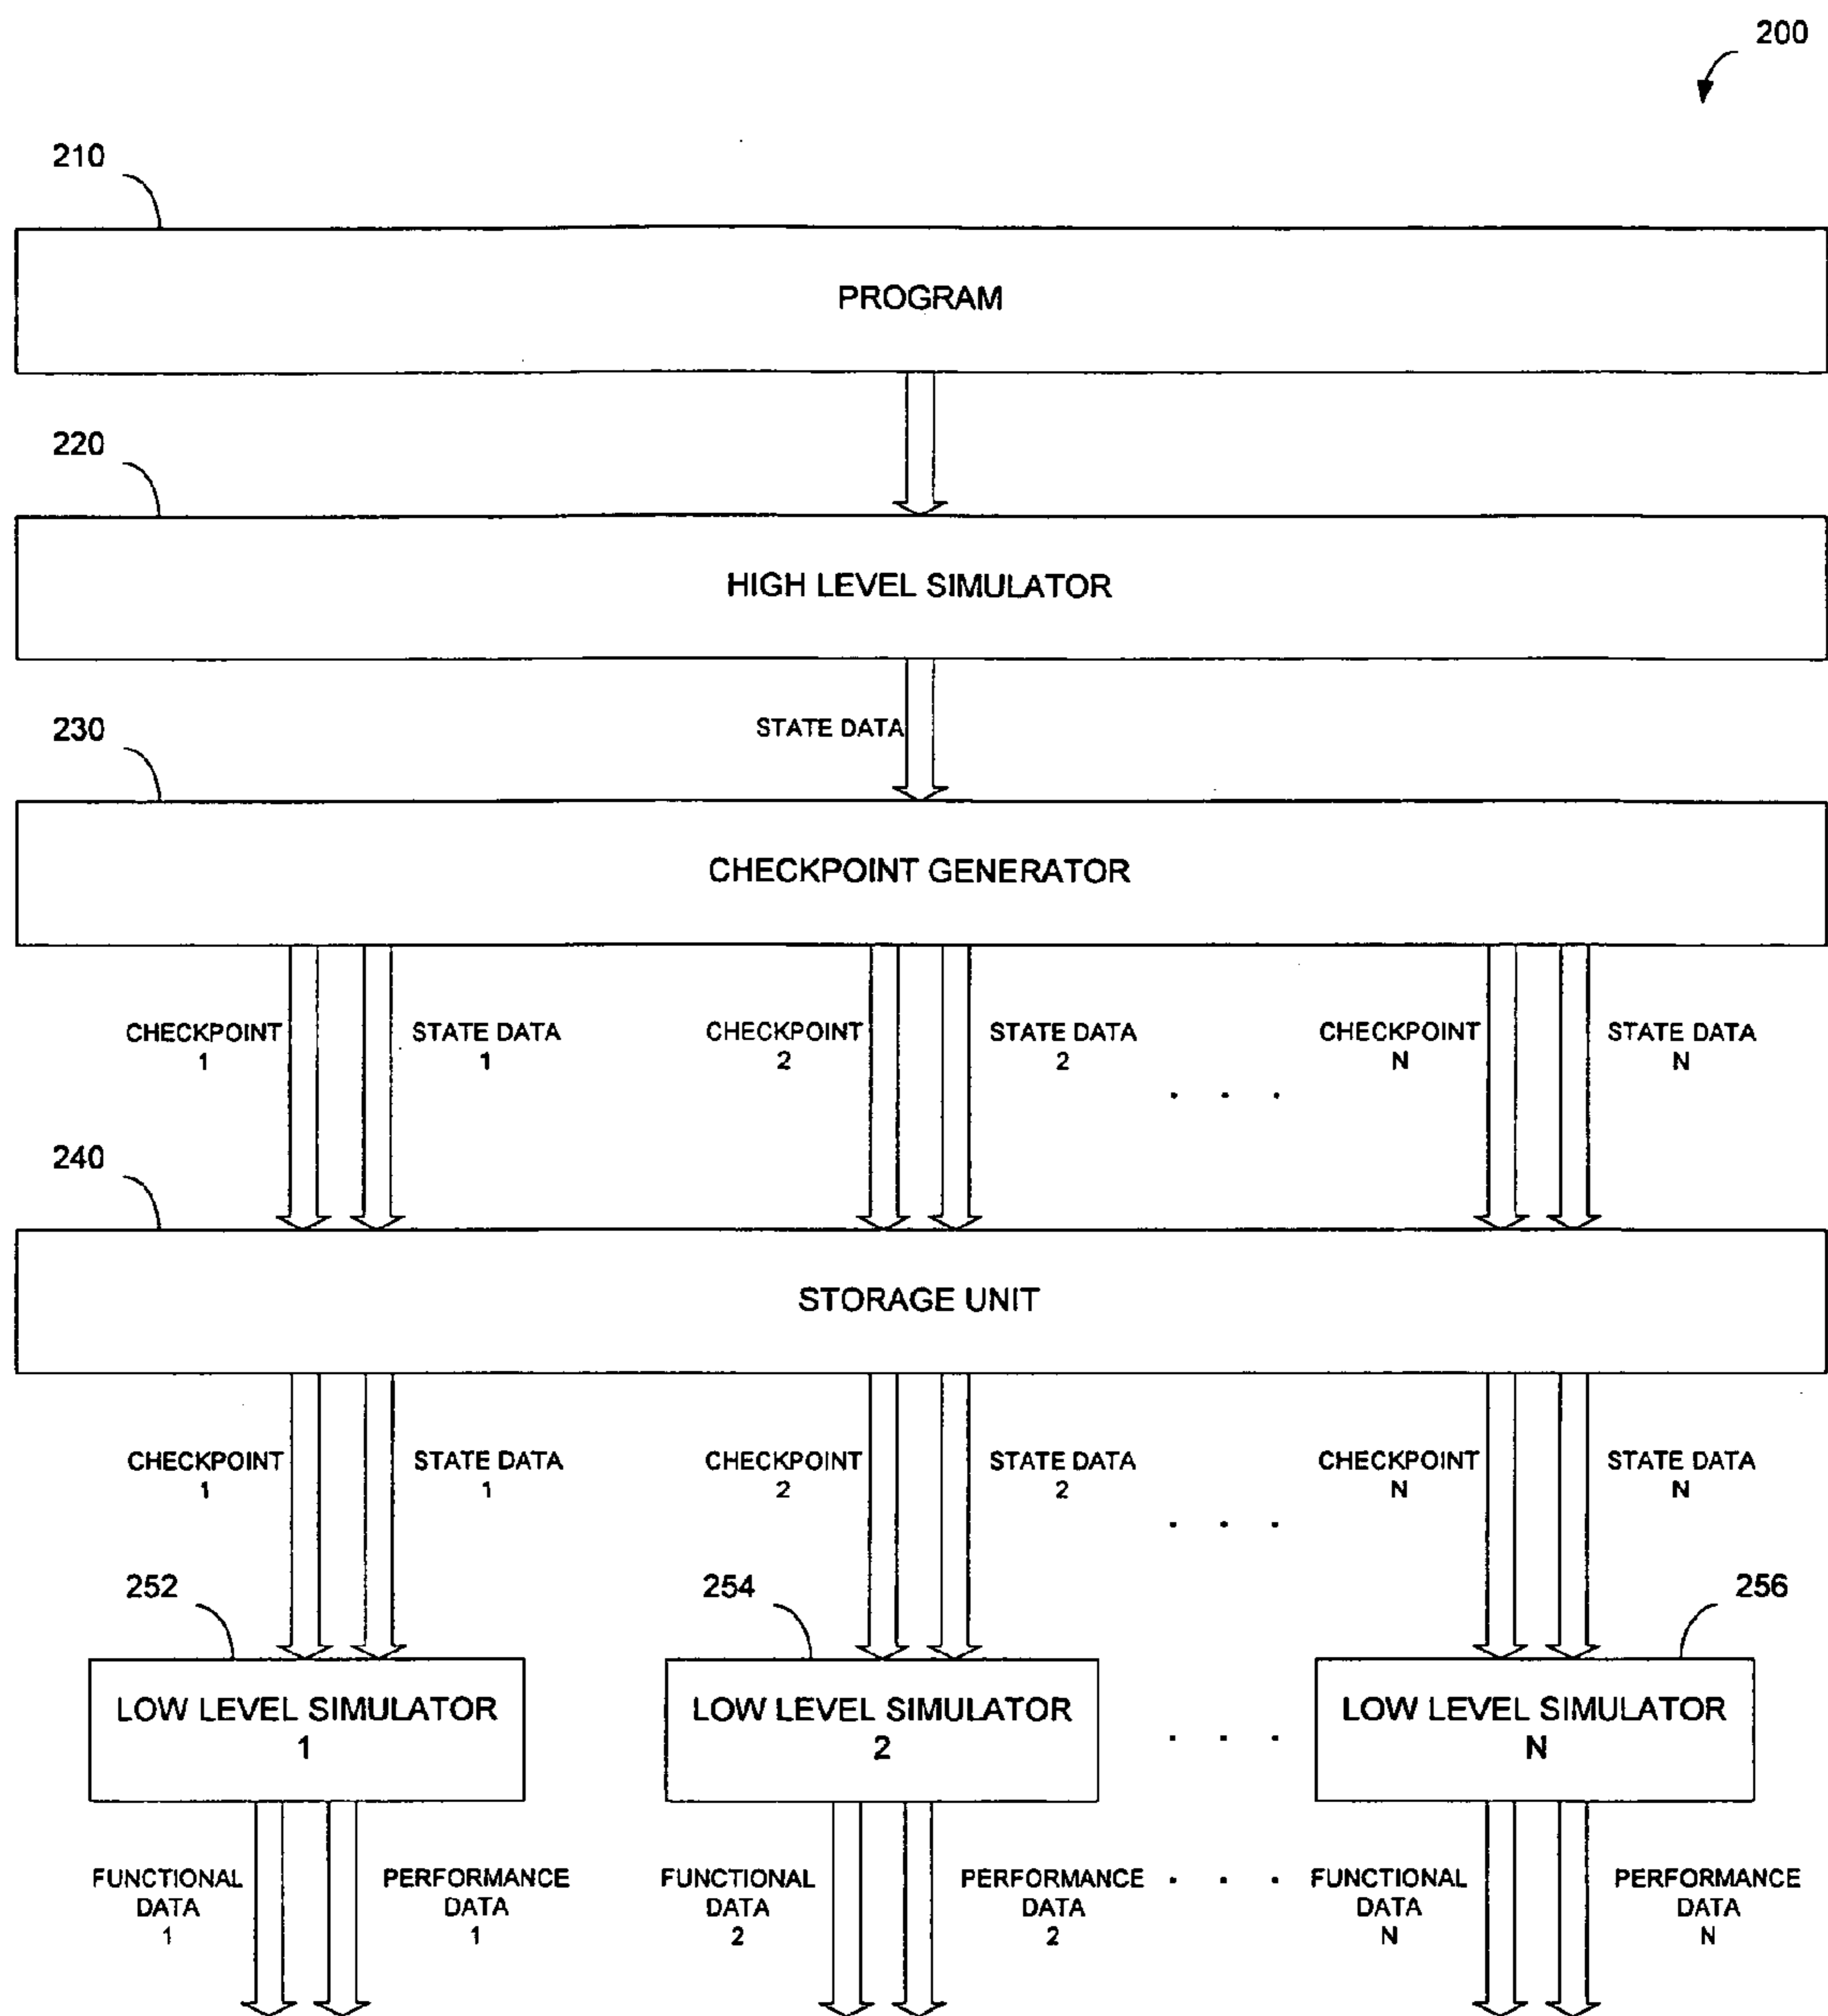 200
210
PROGRAM
220
HIGH LEVEL SIMULATOR
STATE DATA
230
CHECKPOINT GENERATOR
CHECKPOINT
1
STATE DATA
1
CHECKPOINT
2
STATE DATA
2
. . .
CHECKPOINT
N
STATE DATA
N
240
STORAGE UNIT
CHECKPOINT
1
STATE DATA
1
CHECKPOINT
2
STATE DATA
2
. . .
CHECKPOINT
N
STATE DATA
N
252
254
256
LOW LEVEL SIMULATOR
1
LOW LEVEL SIMULATOR
2
. . .
LOW LEVEL SIMULATOR
N
FUNCTIONAL
DATA
1
PERFORMANCE
DATA
1
FUNCTIONAL
DATA
2
PERFORMANCE
DATA
2
. . .
FUNCTIONAL
DATA
N
PERFORMANCE
DATA
N